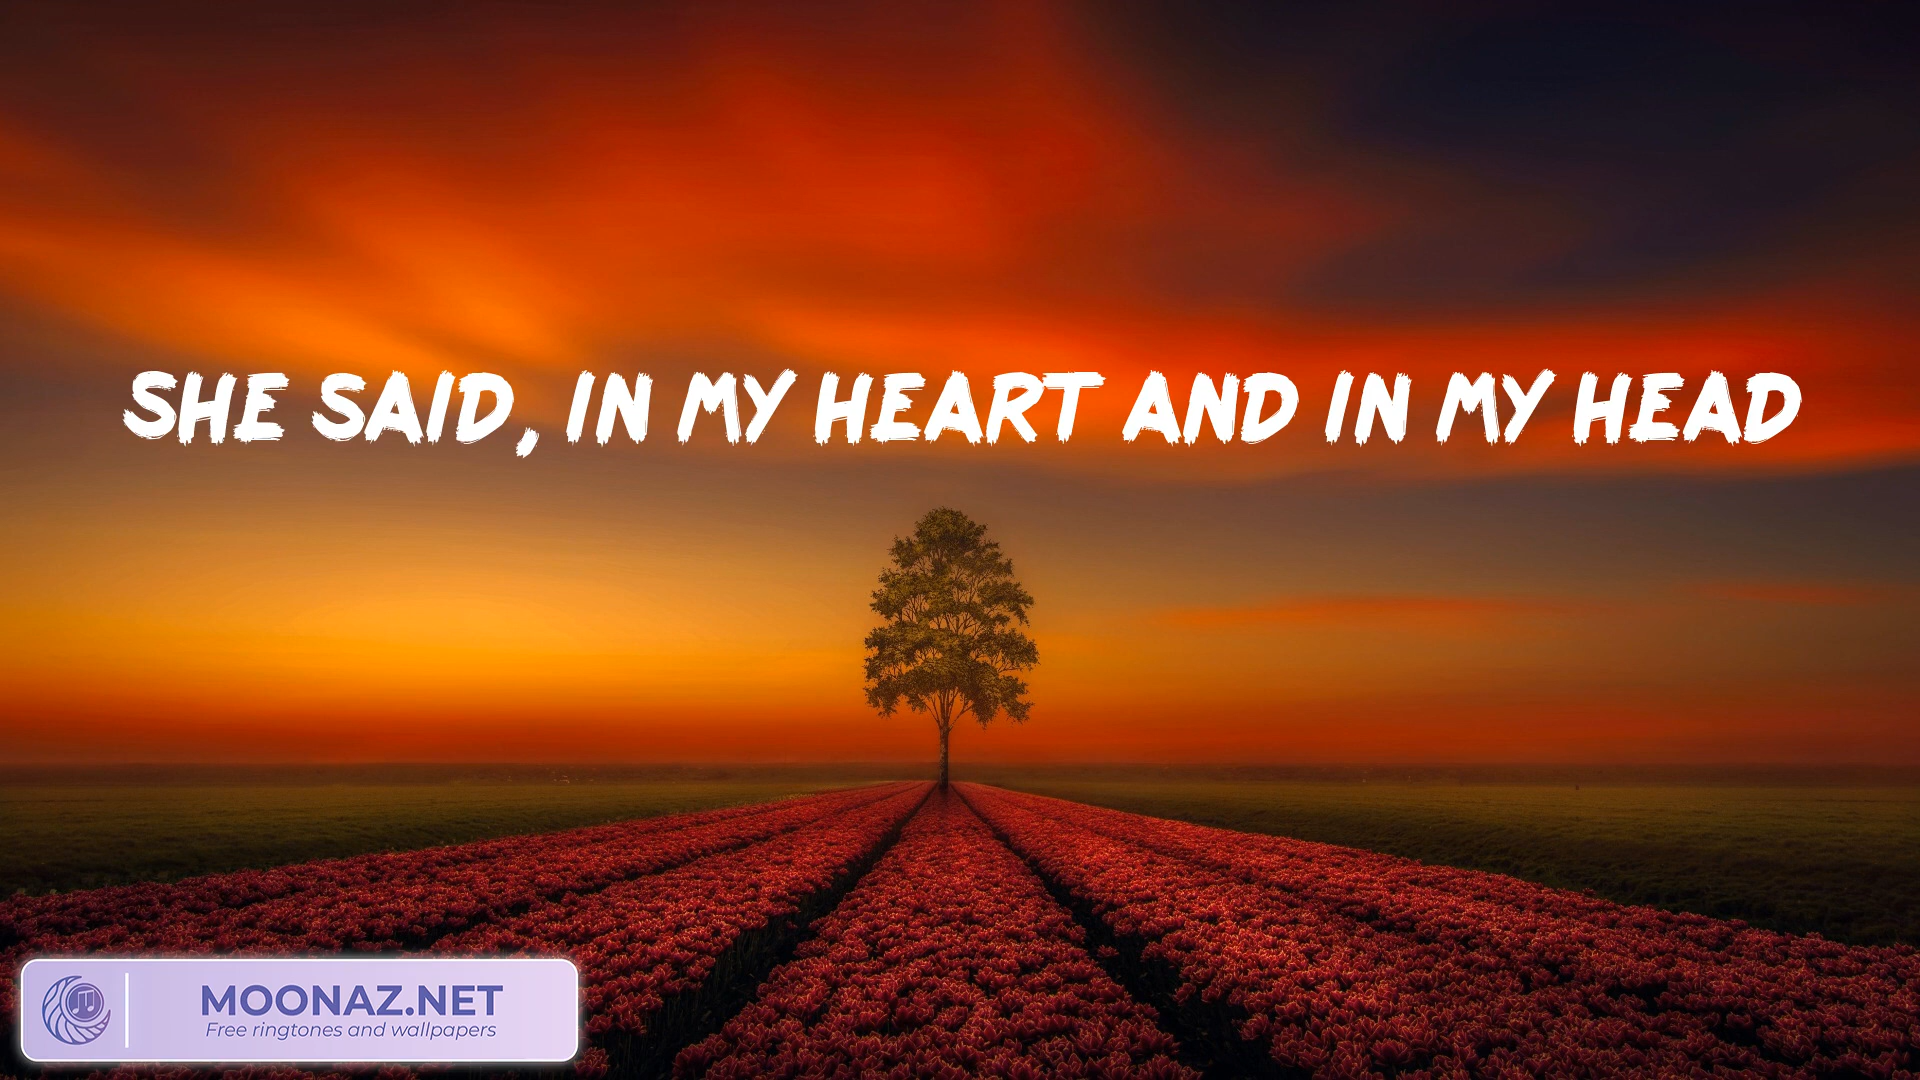 SHE SAID, IN MY HEART AND IN MY HEAD
MOONAZ.NET
Free ringtones and wallpapers